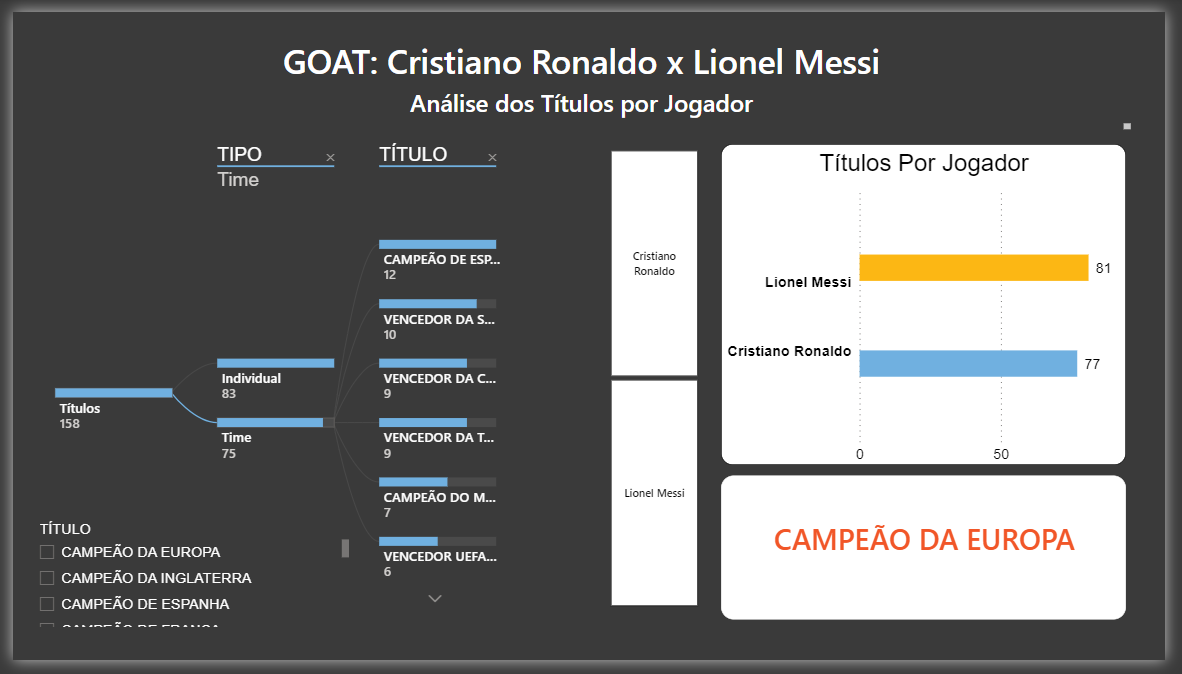 GOAT: Cristiano Ronaldo x Lionel Messi
Análise dos Títulos por Jogador
TIPO ×
Time
TÍTULO ×
Títulos
158
Individual
83
Time
75
CAMPEÃO DE ESP...
12
VENCEDOR DA S...
10
VENCEDOR DA C...
9
VENCEDOR DA T...
9
CAMPEÃO DO M...
7
VENCEDOR UEFA...
6
TÍTULO
CAMPEÃO DA EUROPA
CAMPEÃO DA INGLATERRA
CAMPEÃO DE ESPANHA
CAMPEÃO DE FRANÇA
Cristiano
Ronaldo
Lionel Messi
Títulos Por Jogador
Lionel Messi
81
Cristiano Ronaldo
77
0
50
CAMPEÃO DA EUROPA